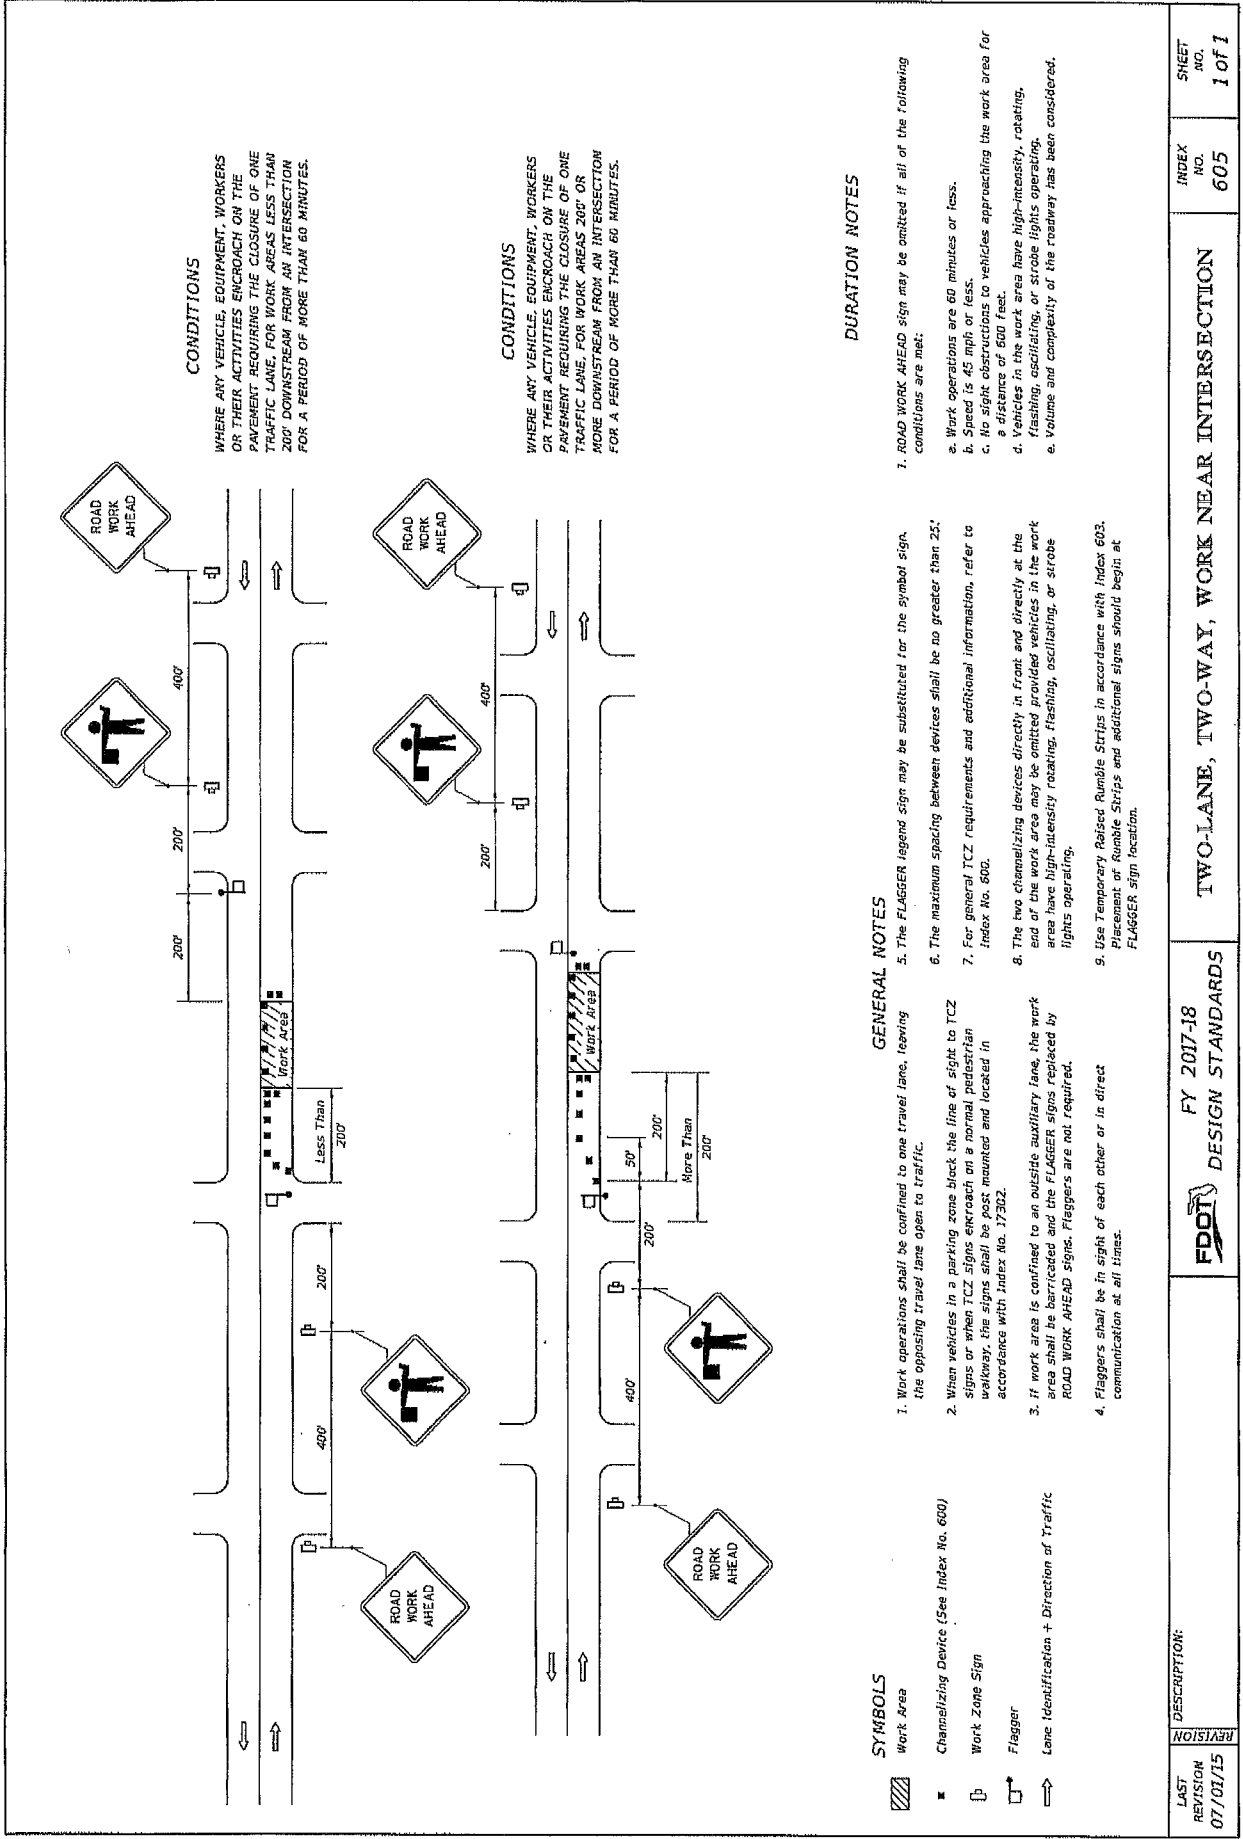 ROAD
WORK
AHEAD
400'
200'
200'
Work Area
Less Than
200'
200'
400'
ROAD
WORK
AHEAD
CONDITIONS
WHERE ANY VEHICLE, EQUIPMENT, WORKERS
OR THEIR ACTIVITIES ENCROACH ON THE
PAVEMENT REQUIRING THE CLOSURE OF ONE
TRAFFIC LANE, FOR WORK AREAS LESS THAN
200' DOWNSTREAM FROM AN INTERSECTION
FOR A PERIOD OF MORE THAN 60 MINUTES.
ROAD
WORK
AHEAD
400'
200'
Work Area
50'
200'
More Than
200'
200'
400'
ROAD
WORK
AHEAD
CONDITIONS
WHERE ANY VEHICLE, EQUIPMENT, WORKERS
OR THEIR ACTIVITIES ENCROACH ON THE
PAVEMENT REQUIRING THE CLOSURE OF ONE
TRAFFIC LANE, FOR WORK AREAS 200' OR
MORE DOWNSTREAM FROM AN INTERSECTION
FOR A PERIOD OF MORE THAN 60 MINUTES.
SYMBOLS
Work Area
Channelizing Device (See Index No. 600)
Work Zone Sign
Flagger
Lane Identification + Direction of Traffic
GENERAL NOTES
1. Work operations shall be confined to one travel lane, leaving
the opposing travel lane open to traffic.
2. When vehicles in a parking zone block the line of sight to TCZ
signs or when TCZ signs encroach on a normal pedestrian
walkway, the signs shall be post mounted and located in
accordance with Index No. 17302.
3. If work area is confined to an outside auxiliary lane, the work
area shall be barricaded and the FLAGGER signs replaced by
ROAD WORK AHEAD signs. Flaggers are not required.
4. Flaggers shall be in sight of each other or in direct
communication at all times.
5. The FLAGGER legend sign may be substituted for the symbol sign.
6. The maximum spacing between devices shall be no greater than 25'.
7. For general TCZ requirements and additional information, refer to
Index No. 600.
8. The two channelizing devices directly in front and directly at the
end of the work area may be omitted provided vehicles in the work
area have high-intensity rotating, flashing, oscillating, or strobe
lights operating.
9. Use Temporary Raised Rumble Strips in accordance with Index 603.
Placement of Rumble Strips and additional signs should begin at
FLAGGER sign location.
DURATION NOTES
1. ROAD WORK AHEAD sign may be omitted if all of the following
conditions are met:
a. Work operations are 60 minutes or less.
b. Speed is 45 mph or less.
c. No sight obstructions to vehicles approaching the work area for
a distance of 600 feet.
d. Vehicles in the work area have high-intensity, rotating,
flashing, oscillating, or strobe lights operating.
e. Volume and complexity of the roadway has been considered.
LAST
REVISION
07/01/15
REVISION
DESCRIPTION:
FDOT
FY 2017-18
DESIGN STANDARDS
TWO-LANE, TWO-WAY, WORK NEAR INTERSECTION
INDEX
NO.
605
SHEET
NO.
1 of 1